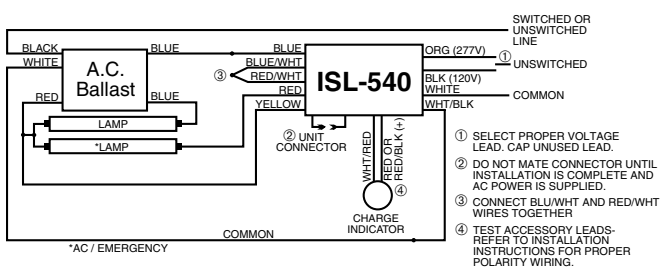 SWITCHED OR
UNSWITCHED
LINE
BLACK
BLUE
BLUE
ORG (277V)
①
WHITE
BLUE/WHT
UNSWITCHED
A.C.
Ballast
③
RED/WHT
ISL-540
BLK (120V)
RED
BLUE
RED
WHITE
COMMON
YELLOW
WHT/BLK
LAMP
② UNIT
CONNECTOR
*LAMP
WHT/RED
RED OR
RED/BLK (+)
④
CHARGE
INDICATOR
COMMON
*AC / EMERGENCY
① SELECT PROPER VOLTAGE
LEAD. CAP UNUSED LEAD.
② DO NOT MATE CONNECTOR UNTIL
INSTALLATION IS COMPLETE AND
AC POWER IS SUPPLIED.
③ CONNECT BLU/WHT AND RED/WHT
WIRES TOGETHER
④ TEST ACCESSORY LEADS-
REFER TO INSTALLATION
INSTRUCTIONS FOR PROPER
POLARITY WIRING.